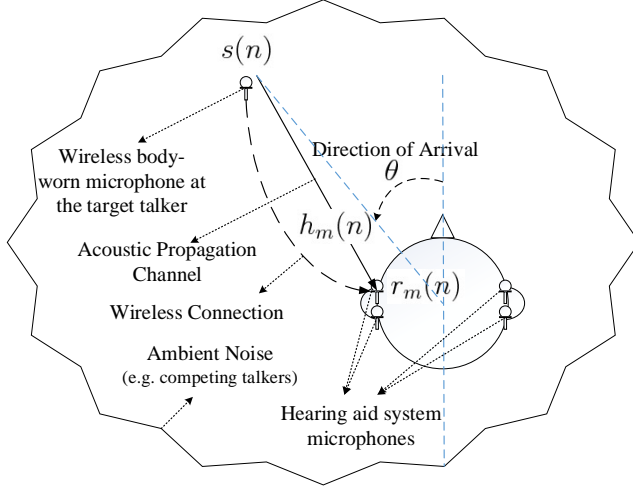 s(n)
Direction of Arrival
θ
Wireless body-
worn microphone at
the target talker
h_m(n)
Acoustic Propagation
Channel
r_m(n)
Wireless Connection
Ambient Noise
(e.g. competing talkers)
Hearing aid system
microphones